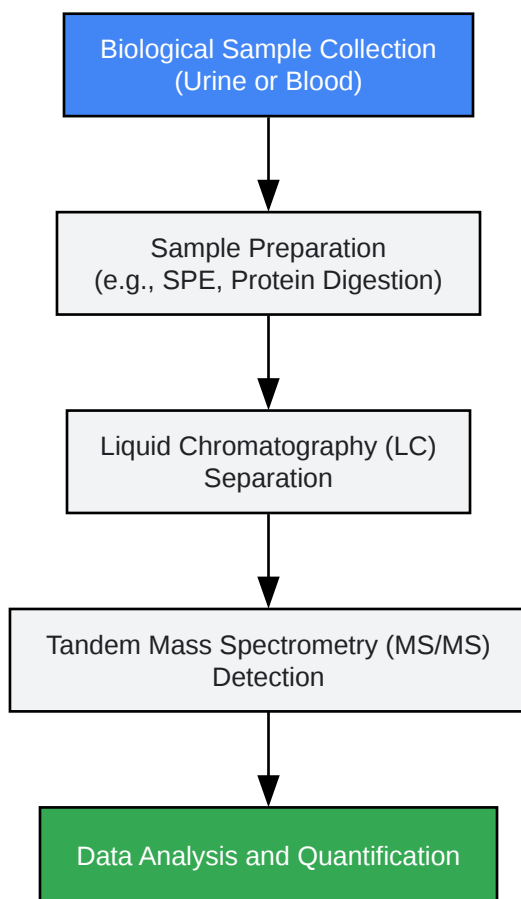 Biological Sample Collection
(Urine or Blood)
Sample Preparation
(e.g., SPE, Protein Digestion)
Liquid Chromatography (LC)
Separation
Tandem Mass Spectrometry (MS/MS)
Detection
Data Analysis and Quantification